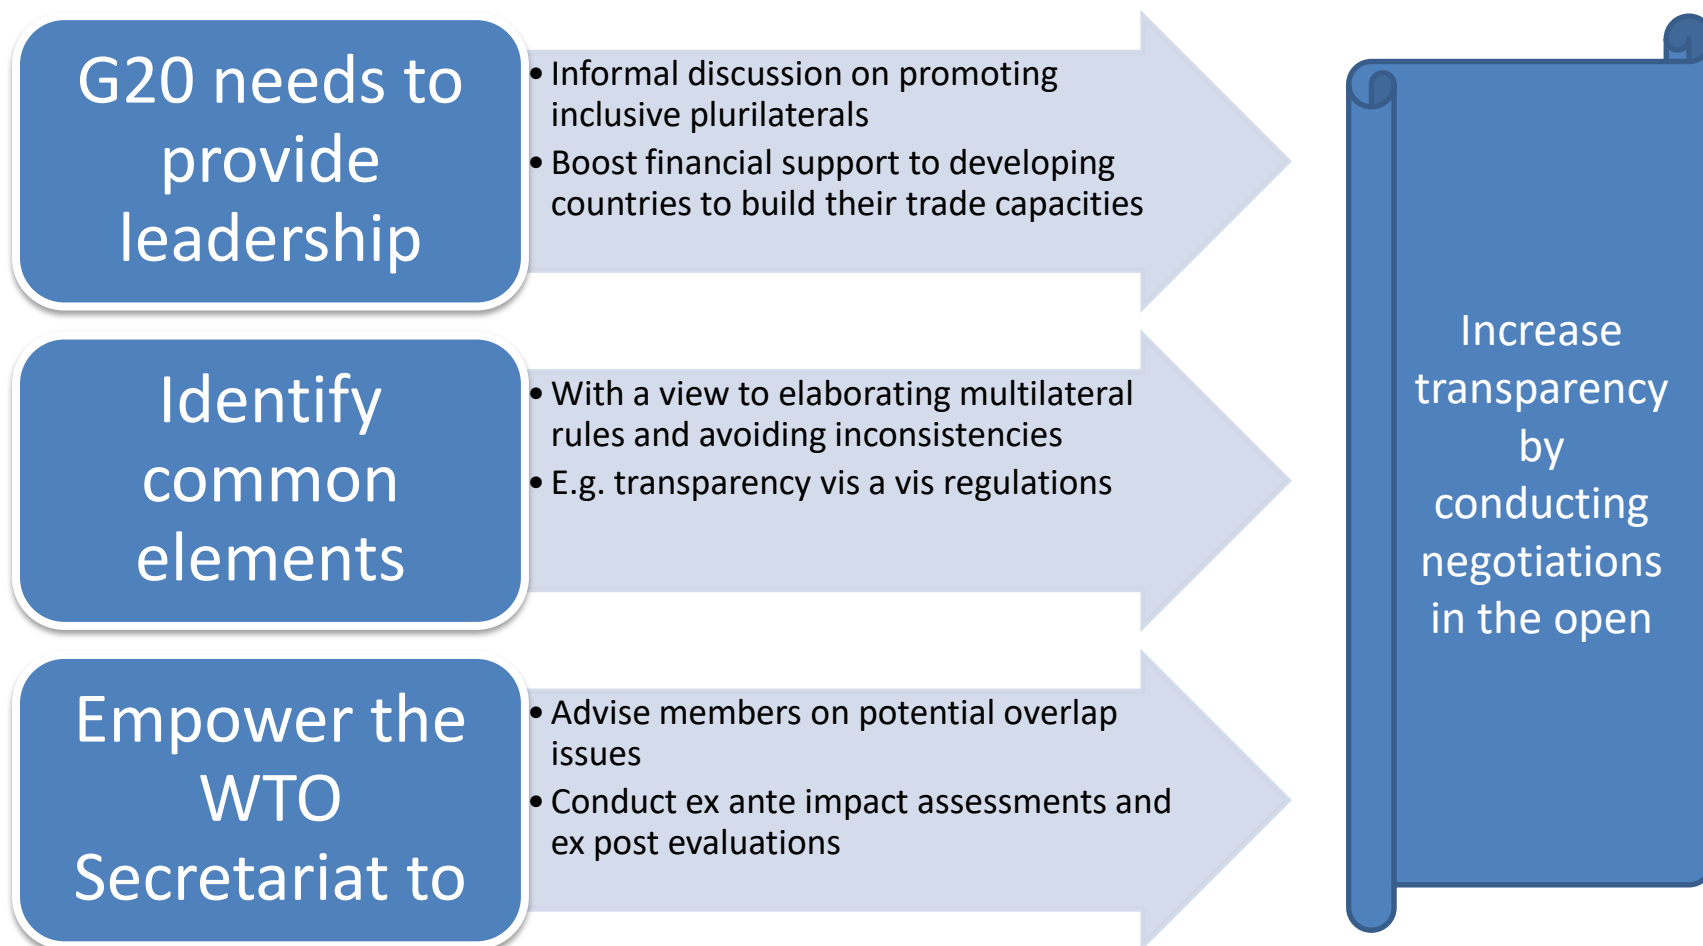 G20 needs to
provide
leadership
• Informal discussion on promoting
inclusive plurilaterals
• Boost financial support to developing
countries to build their trade capacities
Identify
common
elements
• With a view to elaborating multilateral
rules and avoiding inconsistencies
• E.g. transparency vis a vis regulations
Empower the
WTO
Secretariat to
• Advise members on potential overlap
issues
• Conduct ex ante impact assessments and
ex post evaluations
Increase
transparency
by
conducting
negotiations
in the open